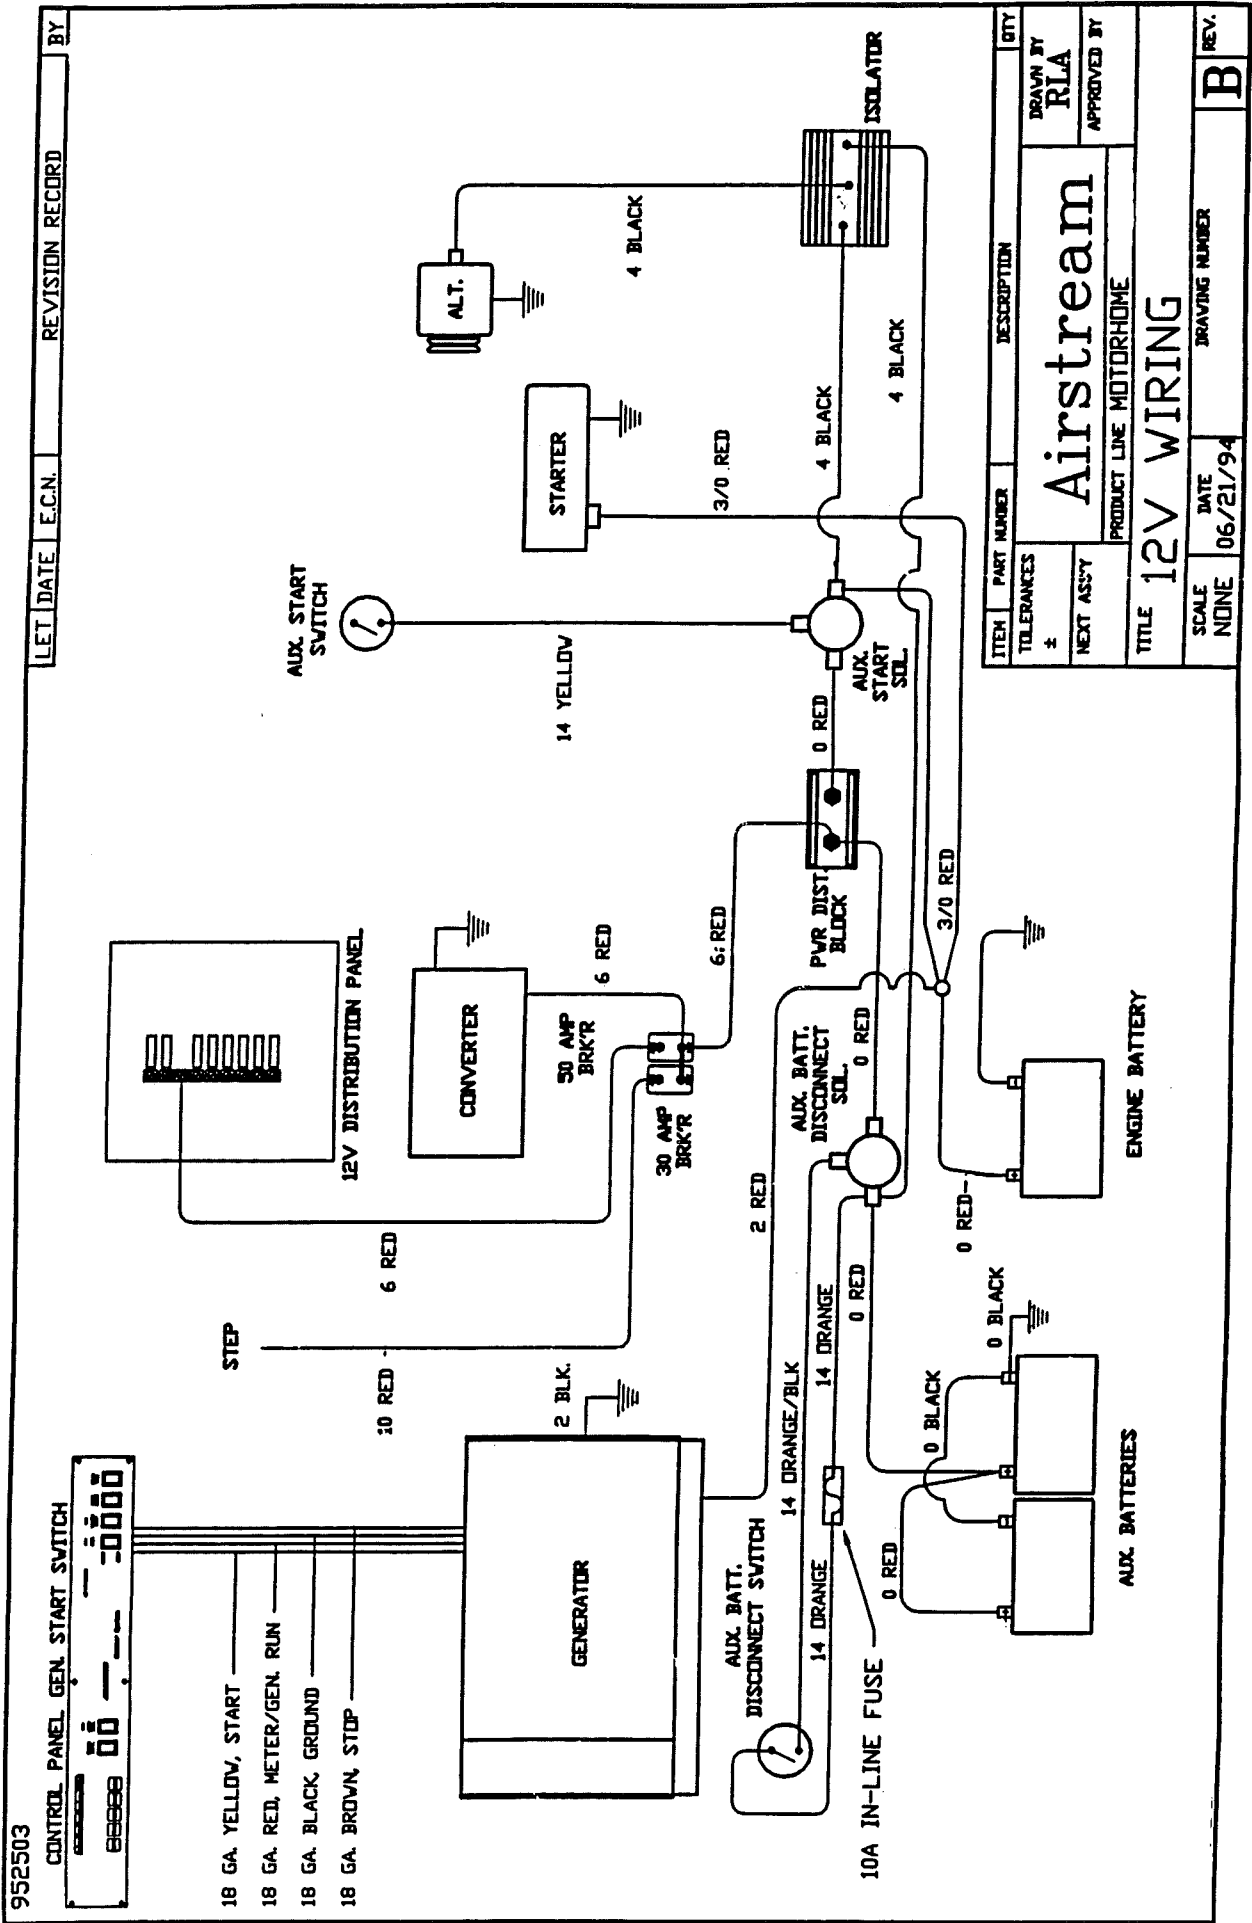 952503
LET DATE E.C.N. REVISION RECORD BY
CONTROL PANEL GEN. START SWITCH
18 GA. YELLOW, START
18 GA. RED, METER/GEN. RUN
18 GA. BLACK, GROUND
18 GA. BROWN, STOP
STEP
10 RED
6 RED
12V DISTRIBUTION PANEL
AUX. START
SWITCH
14 YELLOW
GENERATOR
2 BLK.
CONVERTER
6 RED
50 AMP
BRK'R
30 AMP
BRK'R
6 RED
STARTER
3/0 RED
ALT.
4 BLACK
ISOLATOR
2 RED
PWR DIST.
BLOCK
0 RED
AUX.
START
SOL.
4 BLACK
4 BLACK
AUX. BATT.
DISCONNECT SWITCH
14 ORANGE/BLK
14 ORANGE
14 ORANGE
10A IN-LINE FUSE
AUX. BATT.
DISCONNECT
SOL.
0 RED
0 RED
3/0 RED
0 RED
0 BLACK
0 BLACK
AUX. BATTERIES
0 RED
ENGINE BATTERY
ITEM PART NUMBER DESCRIPTION QTY
TOLERANCES
±
NEXT ASS'Y
Airstream
PRODUCT LINE MOTORHOME
DRAWN BY
RLA
APPROVED BY
TITLE 12V WIRING
SCALE
NONE
DATE
06/21/94
DRAWING NUMBER
B
REV.